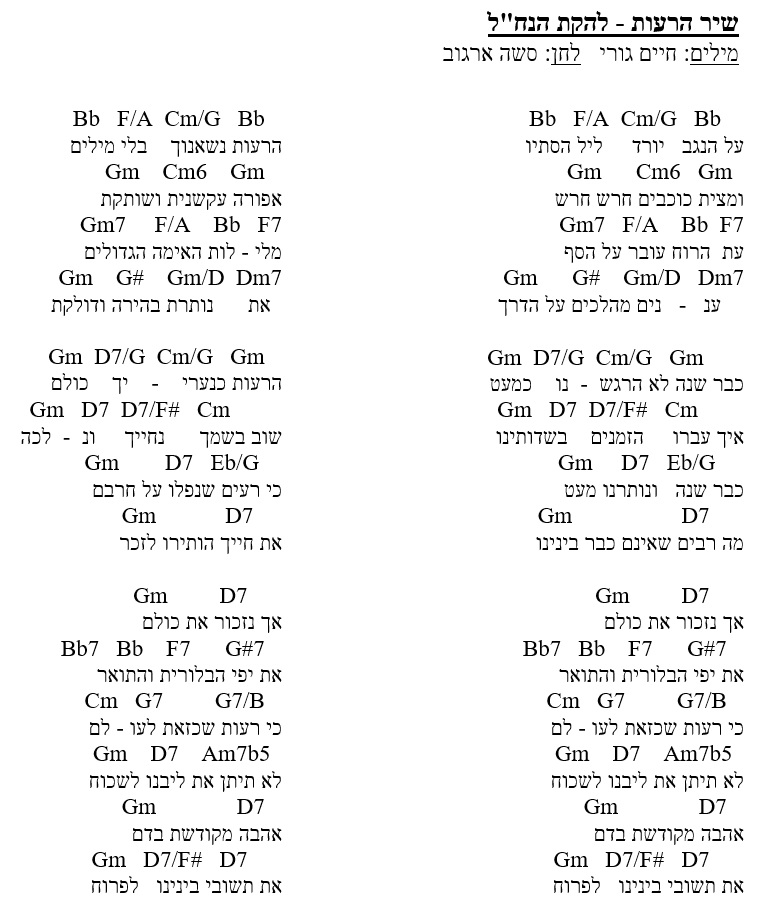 שיר הרעות - להקת הנח"ל
מילים: חיים גורי   לחן: סשה ארגוב
Bb   F/A   Cm/G   Bb
על הנגב   יורד   ליל הסתיו
Gm   Cm6   Gm
ומצית כוכבים חרש חרש
Gm7   F/A   Bb   F7
עת  הרוח עובר על הסף
Gm   G#   Gm/D   Dm7
ענ   -   נים מהלכים על הדרך
Gm   D7/G   Cm/G   Gm
כבר שנה לא הרגש  -  נו   כמעט
Gm   D7   D7/F#   Cm
איך עברו   הזמנים   בשדותינו
Gm   D7   Eb/G
כבר שנה   ונותרנו מעט
Gm   D7
מה רבים שאינם כבר בינינו
Gm   D7
אך נזכור את כולם
Bb7   Bb   F7   G#7
את יפי הבלורית והתואר
Cm   G7   G7/B
כי רעות שכזאת לעו - לם
Gm   D7   Am7b5
לא תיתן את ליבנו לשכוח
Gm   D7
אהבה מקודשת בדם
Gm   D7/F#   D7
את תשובי בינינו   לפרוח
Bb   F/A   Cm/G   Bb
הרעות נשאנוך   בלי מילים
Gm   Cm6   Gm
אפורה עקשנית ושותקת
Gm7   F/A   Bb   F7
מלי - לות האימה הגדולים
Gm   G#   Gm/D   Dm7
את   נותרת בהירה ודולקת
Gm   D7/G   Cm/G   Gm
הרעות כנערי   -   יך   כולם
Gm   D7   D7/F#   Cm
שוב בשמך   נחייך   ונ  -  לכה
Gm   D7   Eb/G
כי רעים שנפלו על חרבם
Gm   D7
את חייך הותירו לזכר
Gm   D7
אך נזכור את כולם
Bb7   Bb   F7   G#7
את יפי הבלורית והתואר
Cm   G7   G7/B
כי רעות שכזאת לעו - לם
Gm   D7   Am7b5
לא תיתן את ליבנו לשכוח
Gm   D7
אהבה מקודשת בדם
Gm   D7/F#   D7
את תשובי בינינו   לפרוח